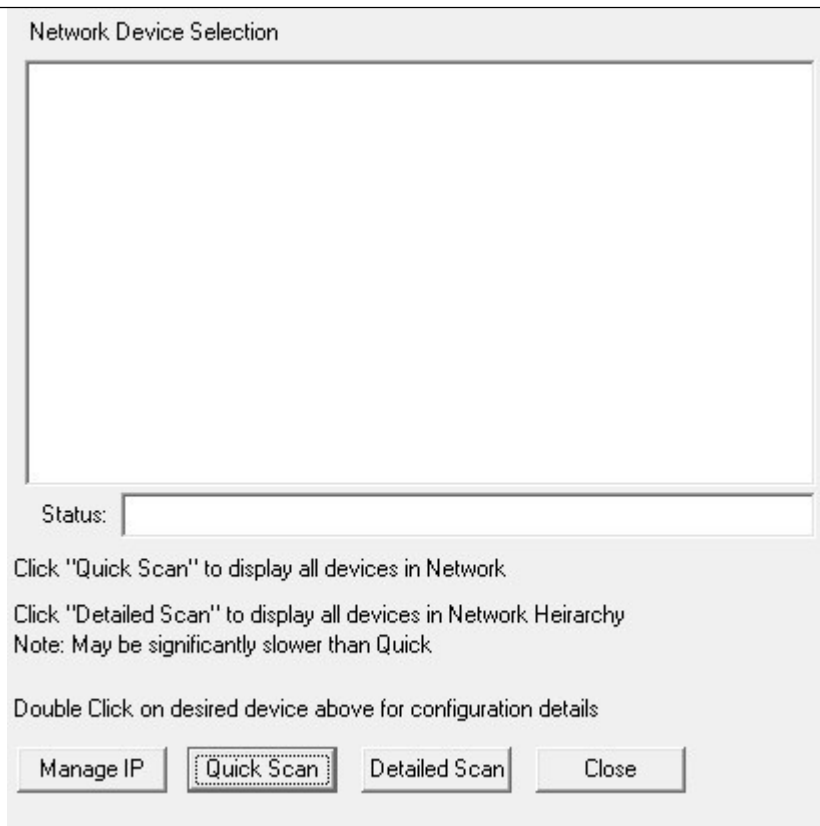 Network Device Selection
Status:
Click "Quick Scan" to display all devices in Network
Click "Detailed Scan" to display all devices in Network Heirarchy
Note: May be significantly slower than Quick
Double Click on desired device above for configuration details
Manage IP Quick Scan Detailed Scan Close